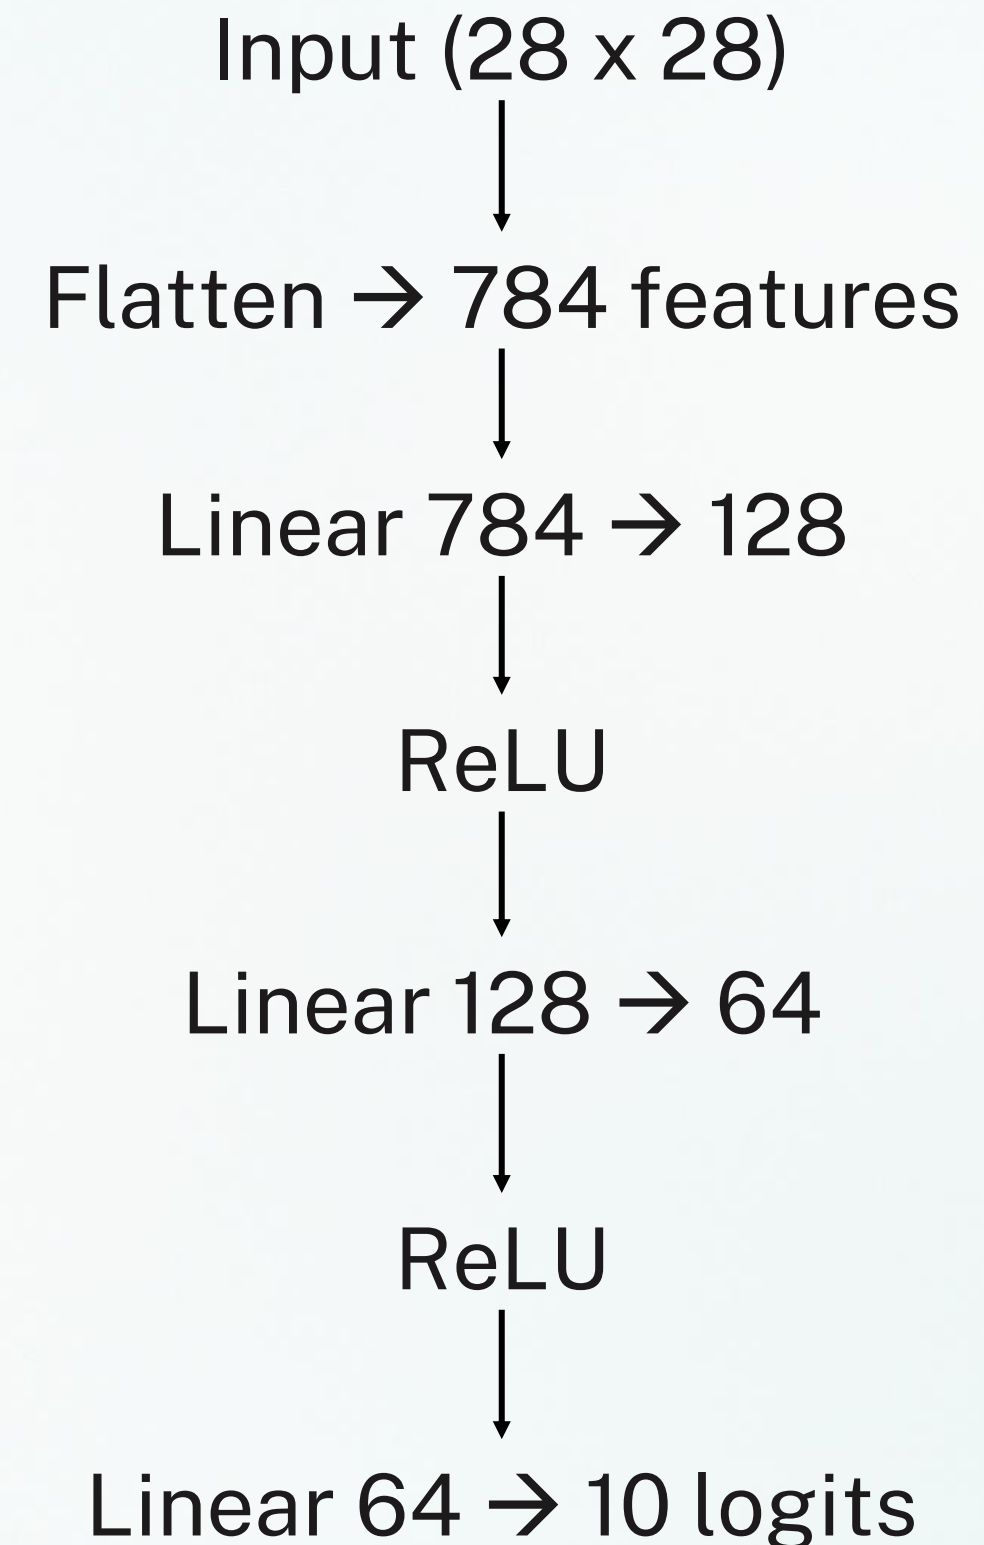 Input (28 x 28)
Flatten → 784 features
Linear 784 → 128
ReLU
Linear 128 → 64
ReLU
Linear 64 → 10 logits